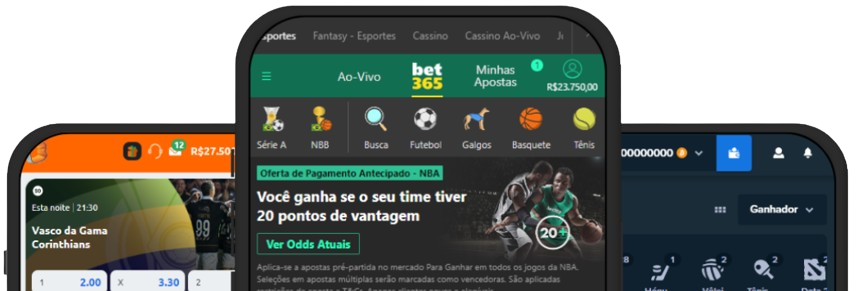 sportes Fantasy - Esportes Cassino Cassino Ao-Vivo
Ao-Vivo
bet
365
Minhas
Apostas
1
R$23.750,00
Série A NBB Busca Futebol Galgos Basquete Tênis
Oferta de Pagamento Antecipado - NBA
Você ganha se o seu time tiver
20 pontos de vantagem
20+
Ver Odds Atuais
Aplica-se a apostas pré-partida no mercado Para Ganhar em todos os jogos da NBA.
Seleções em apostas múltiplas serão marcadas como vencedoras. São aplicadas
12
R$27.50
Esta noite | 21:30
Vasco da Gama
Corinthians
89
1 2.00 X 3.30 2
00000000
Ganhador
8 1 2 2 2